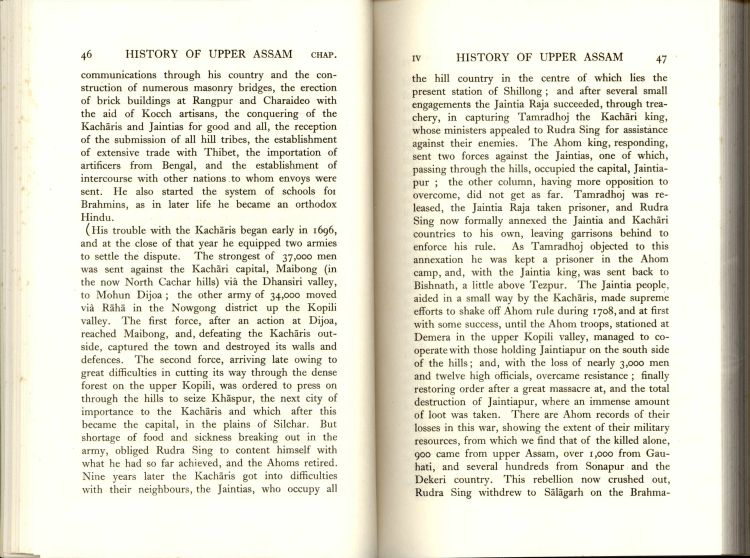 46 HISTORY OF UPPER ASSAM CHAP.
communications through his country and the con-
struction of numerous masonry bridges, the erection
of brick buildings at Rangpur and Charaideo with
the aid of Kocch artisans, the conquering of the
Kachāris and Jaintias for good and all, the reception
of the submission of all hill tribes, the establishment
of extensive trade with Thibet, the importation of
artificers from Bengal, and the establishment of
intercourse with other nations to whom envoys were
sent. He also started the system of schools for
Brahmins, as in later life he became an orthodox
Hindu.
(His trouble with the Kachāris began early in 1696,
and at the close of that year he equipped two armies
to settle the dispute. The strongest of 37,000 men
was sent against the Kachāri capital, Maibong (in
the now North Cachar hills) viâ the Dhansiri valley,
to Mohun Dijoa ; the other army of 34,000 moved
viâ Rāhā in the Nowgong district up the Kopili
valley. The first force, after an action at Dijoa,
reached Maibong, and, defeating the Kachāris out-
side, captured the town and destroyed its walls and
defences. The second force, arriving late owing to
great difficulties in cutting its way through the dense
forest on the upper Kopili, was ordered to press on
through the hills to seize Khāspur, the next city of
importance to the Kachāris and which after this
became the capital, in the plains of Silchar. But
shortage of food and sickness breaking out in the
army, obliged Rudra Sing to content himself with
what he had so far achieved, and the Ahoms retired.
Nine years later the Kachāris got into difficulties
with their neighbours, the Jaintias, who occupy all
IV HISTORY OF UPPER ASSAM 47
the hill country in the centre of which lies the
present station of Shillong ; and after several small
engagements the Jaintia Raja succeeded, through trea-
chery, in capturing Tamradhoj the Kachāri king,
whose ministers appealed to Rudra Sing for assistance
against their enemies. The Ahom king, responding,
sent two forces against the Jaintias, one of which,
passing through the hills, occupied the capital, Jaintia-
pur ; the other column, having more opposition to
overcome, did not get as far. Tamradhoj was re-
leased, the Jaintia Raja taken prisoner, and Rudra
Sing now formally annexed the Jaintia and Kachāri
countries to his own, leaving garrisons behind to
enforce his rule. As Tamradhoj objected to this
annexation he was kept a prisoner in the Ahom
camp, and, with the Jaintia king, was sent back to
Bishnath, a little above Tezpur. The Jaintia people,
aided in a small way by the Kachāris, made supreme
efforts to shake off Ahom rule during 1708, and at first
with some success, until the Ahom troops, stationed at
Demera in the upper Kopili valley, managed to co-
operate with those holding Jaintiapur on the south side
of the hills ; and, with the loss of nearly 3,000 men
and twelve high officials, overcame resistance ; finally
restoring order after a great massacre at, and the total
destruction of Jaintiapur, where an immense amount
of loot was taken. There are Ahom records of their
losses in this war, showing the extent of their military
resources, from which we find that of the killed alone,
900 came from upper Assam, over 1,000 from Gau-
hati, and several hundreds from Sonapur and the
Dekeri country. This rebellion now crushed out,
Rudra Sing withdrew to Sālāgarh on the Brahma-